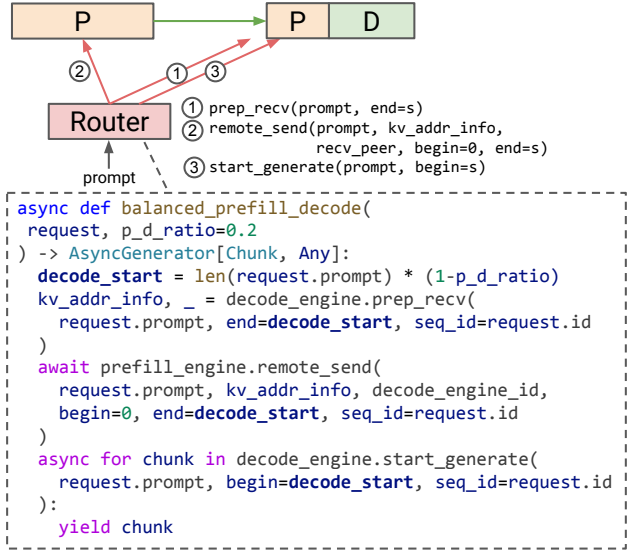 P
P
D
②
①
③
Router
prompt
① prep_recv(prompt, end=s)
② remote_send(prompt, kv_addr_info,
recv_peer, begin=0, end=s)
③ start_generate(prompt, begin=s)
async def balanced_prefill_decode(
request, p_d_ratio=0.2
) -> AsyncGenerator[Chunk, Any]:
decode_start = len(request.prompt) * (1-p_d_ratio)
kv_addr_info, _ = decode_engine.prep_recv(
request.prompt, end=decode_start, seq_id=request.id
)
await prefill_engine.remote_send(
request.prompt, kv_addr_info, decode_engine_id,
begin=0, end=decode_start, seq_id=request.id
)
async for chunk in decode_engine.start_generate(
request.prompt, begin=decode_start, seq_id=request.id
):
yield chunk